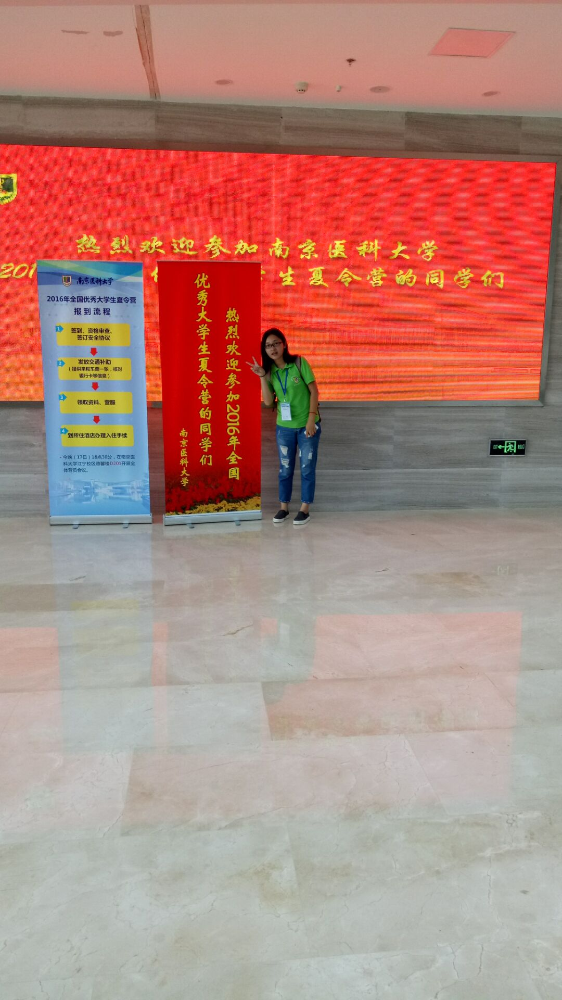 热烈欢迎参加南京医科大学
201
生夏令营的同学们
南京医科大学
2016年全国优秀大学生夏令营
报到流程
1
签到、资格审查、
签订安全协议
2
发放交通补助
（提供来程车票一张，核对
银行卡等信息）
3
领取资料、营服
4
到所住酒店办理入住手续
·今晚（17日）18点30分，在南京医
科大学江宁校区德馨楼D201开展全
体营员会议。
热烈欢迎参加2016年全国
优秀大学生夏令营的同学们
南京医科大学
EXIT